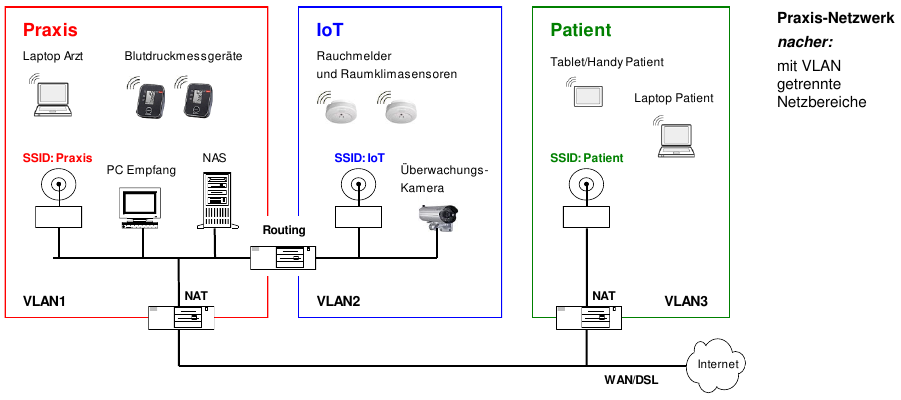 Praxis
Laptop Arzt
Blutdruckmessgeräte
SSID: Praxis
PC Empfang
NAS
VLAN1
NAT
Routing
IoT
Rauchmelder
und Raumklimasensoren
SSID: IoT
Überwachungs-
Kamera
VLAN2
Patient
Tablet/Handy Patient
Laptop Patient
SSID: Patient
NAT
VLAN3
WAN/DSL
Internet
Praxis-Netzwerk
nacher:
mit VLAN
getrennte
Netzbereiche